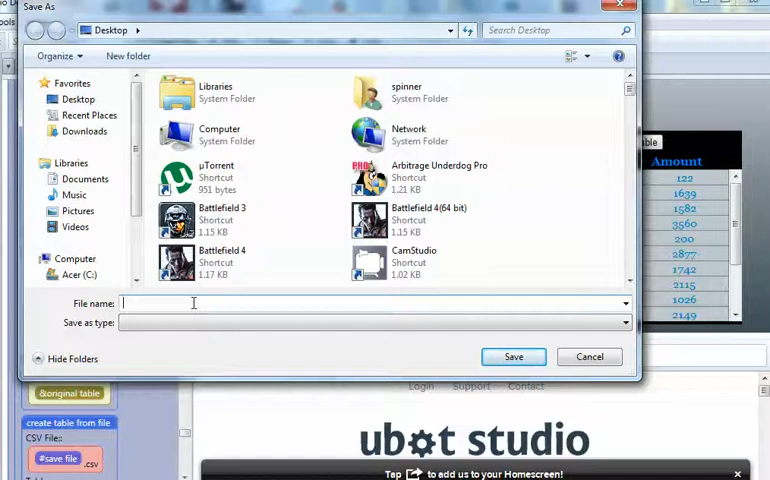 Save As
Desktop
Search Desktop
Organize
New folder
Favorites
Desktop
Recent Places
Downloads
Libraries
Documents
Music
Pictures
Videos
Computer
Acer (C:)
Libraries
System Folder
spinner
System Folder
Computer
System Folder
Network
System Folder
µTorrent
Shortcut
951 bytes
Arbitrage Underdog Pro
Shortcut
1.21 KB
Battlefield 3
Shortcut
1.15 KB
Battlefield 4(64 bit)
Shortcut
1.15 KB
Battlefield 4
Shortcut
1.17 KB
CamStudio
Shortcut
1.02 KB
File name:
Save as type:
Hide Folders
Save
Cancel
Amount
122
1639
1582
3560
200
2877
1742
2115
1026
2149
&original table
create table from file
CSV File::
#save file .csv
Login Support Contact
ubot studio
Tap to add us to your Homescreen!